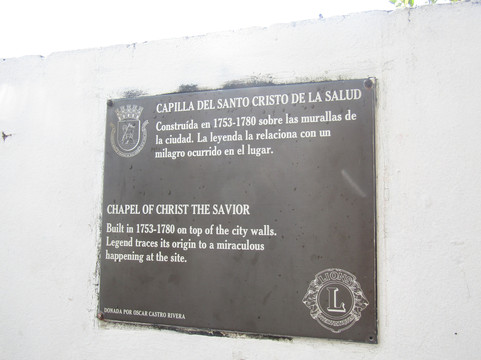 CAPILLA DEL SANTO CRISTO DE LA SALUD
Construida en 1753-1780 sobre las murallas de
la ciudad. La leyenda la relaciona con un
milagro ocurrido en el lugar.
CHAPEL OF CHRIST THE SAVIOR
Built in 1753-1780 on top of the city walls.
Legend traces its origin to a miraculous
happening at the site.
DONADA POR OSCAR CASTRO RIVERA
LIONS
L
INTERNATIONAL